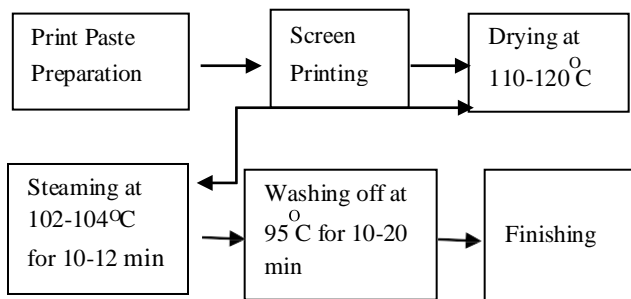 Print Paste
Preparation
Screen
Printing
Drying at
110-120°C
Steaming at
102-104°C
for 10-12 min
Washing off at
95°C for 10-20
min
Finishing